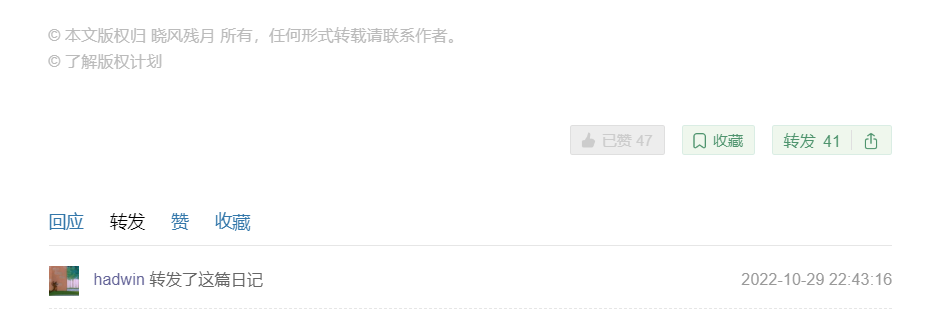 © 本文版权归 晓风残月 所有，任何形式转载请联系作者。
© 了解版权计划
已赞 47 收藏 转发 41
回应 转发 赞 收藏
hadwin 转发了这篇日记 2022-10-29 22:43:16